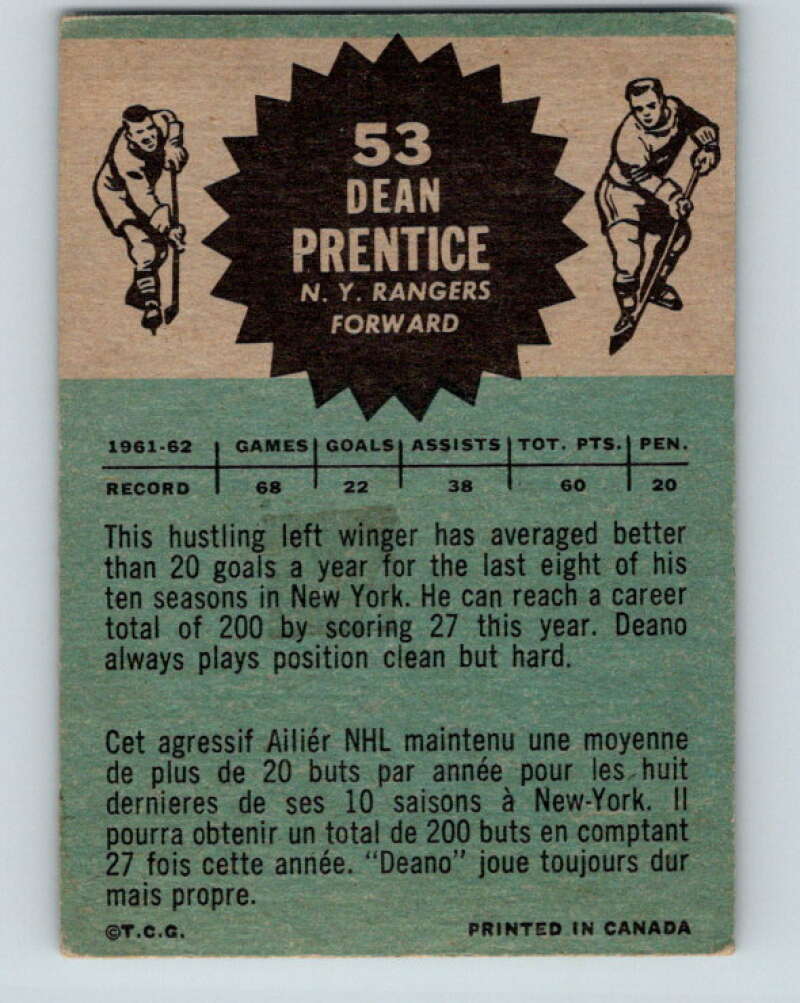 53
DEAN
PRENTICE
N. Y. RANGERS
FORWARD
1961-62 GAMES GOALS ASSISTS TOT. PTS. PEN.
RECORD 68 22 38 60 20
This hustling left winger has averaged better
than 20 goals a year for the last eight of his
ten seasons in New York. He can reach a career
total of 200 by scoring 27 this year. Deano
always plays position clean but hard.
Cet agressif Ailiér NHL maintenu une moyenne
de plus de 20 buts par année pour les huit
dernieres de ses 10 saisons à New-York. Il
pourra obtenir un total de 200 buts en comptant
27 fois cette année. "Deano" joue toujours dur
mais propre.
©T.C.G. PRINTED IN CANADA